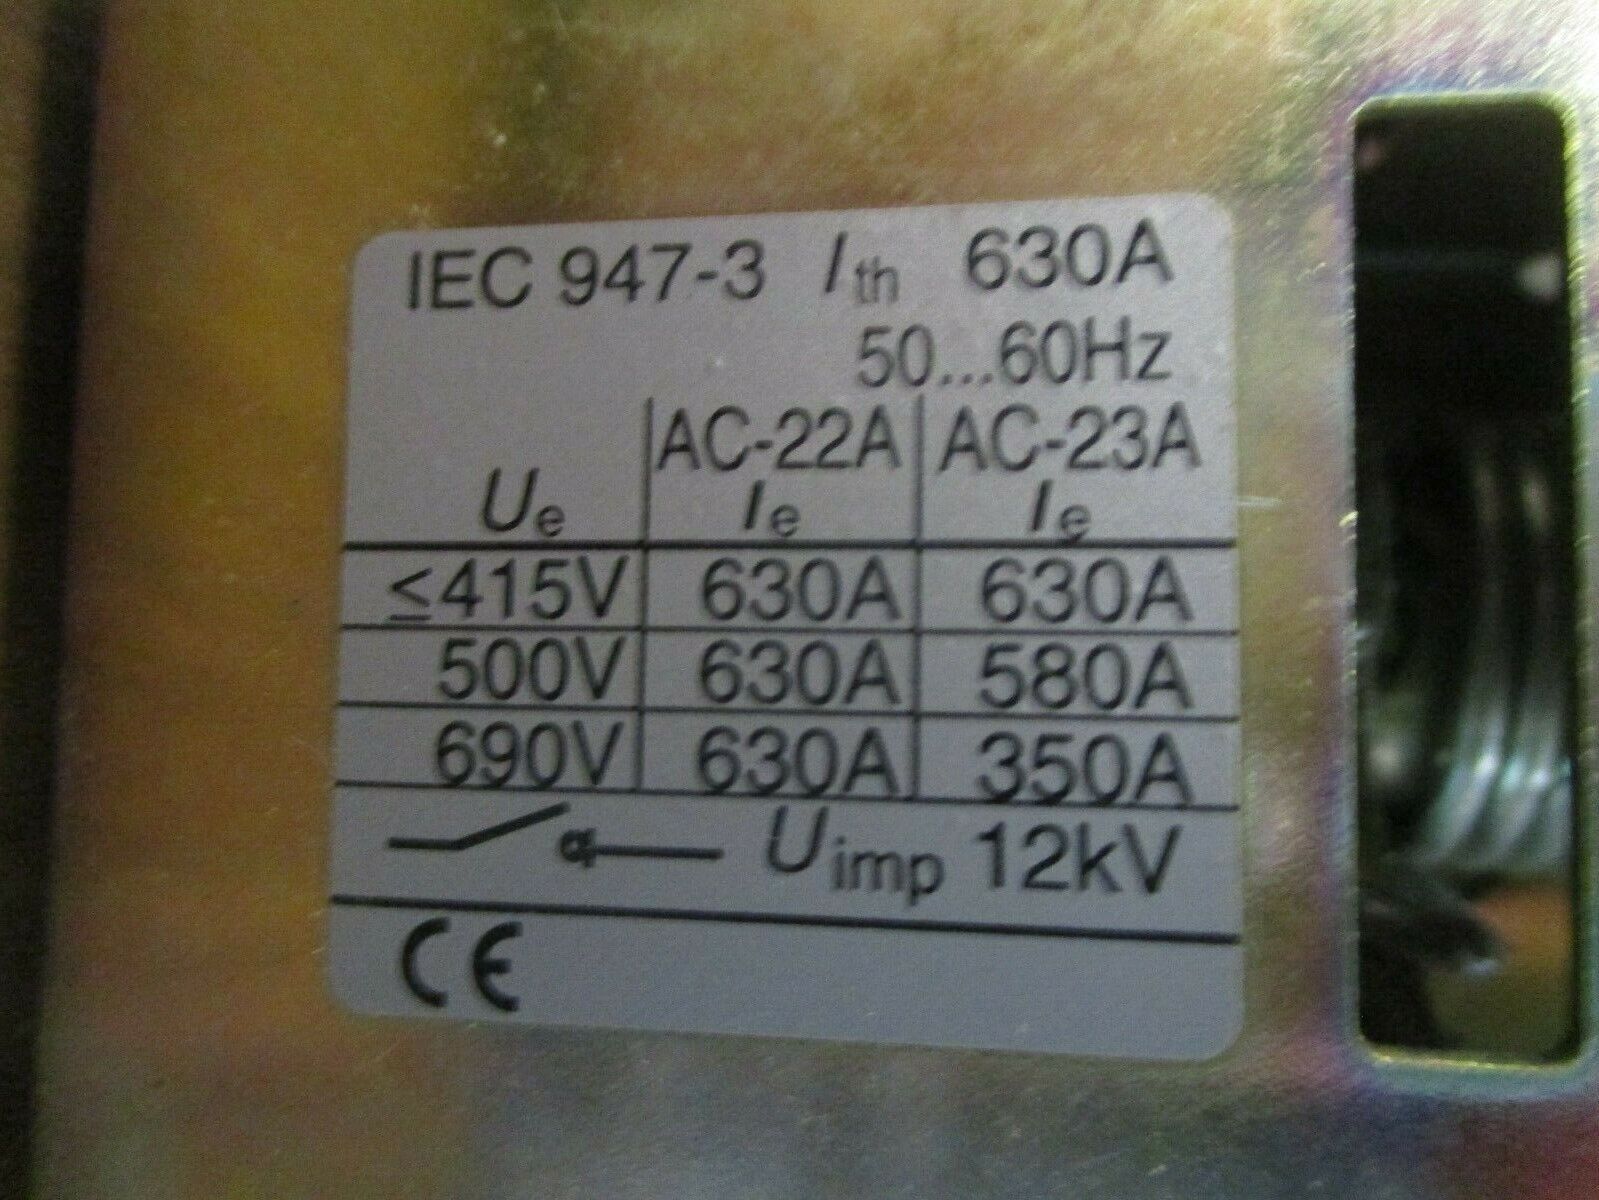 IEC 947-3 Ith 630A
50...60Hz
AC-22A AC-23A
Ue Ie Ie
≤415V 630A 630A
500V 630A 580A
690V 630A 350A
Uimp 12kV
CE